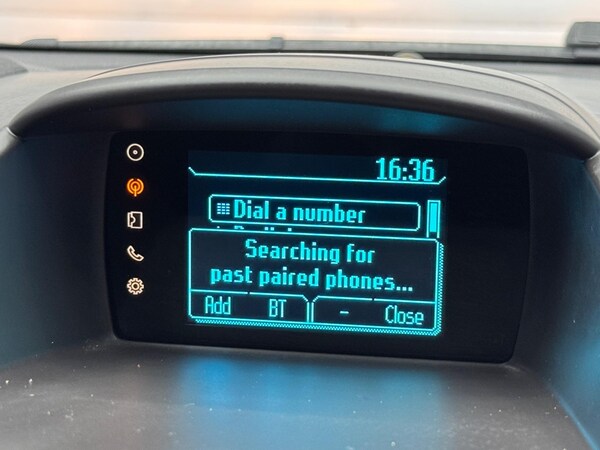 16:36
Dial a number
Searching for
past paired phones...
Add BT - Close